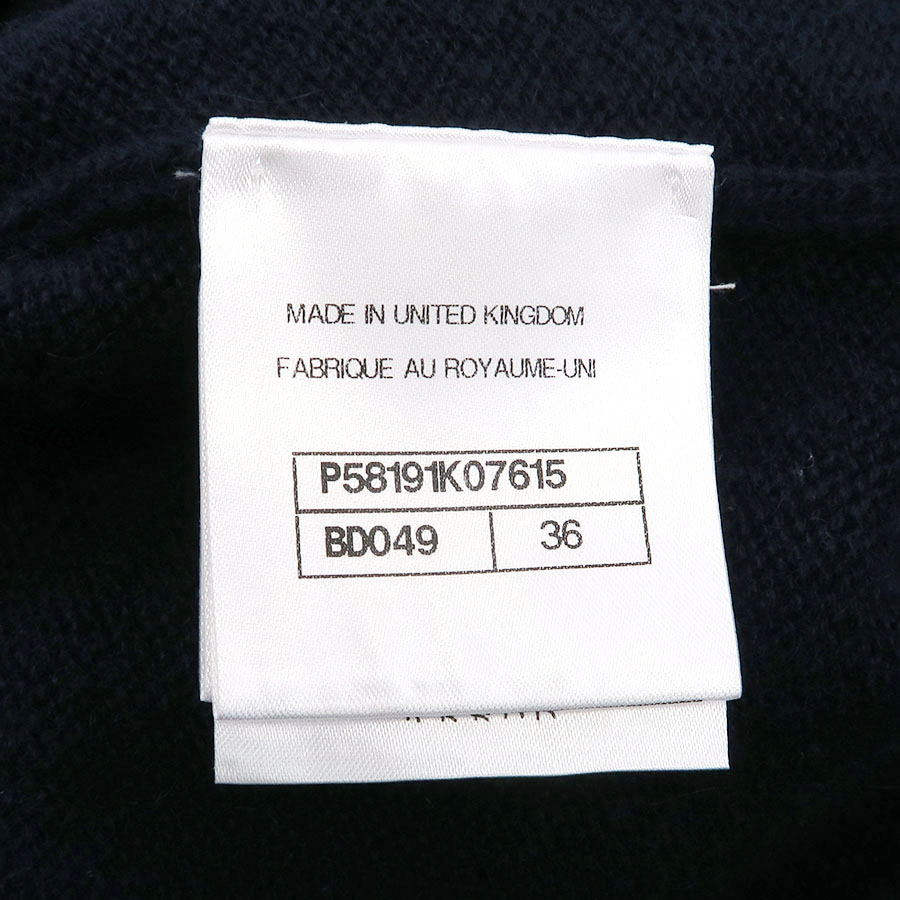 MADE IN UNITED KINGDOM
FABRIQUE AU ROYAUME-UNI
P58191K07615
BD049 36